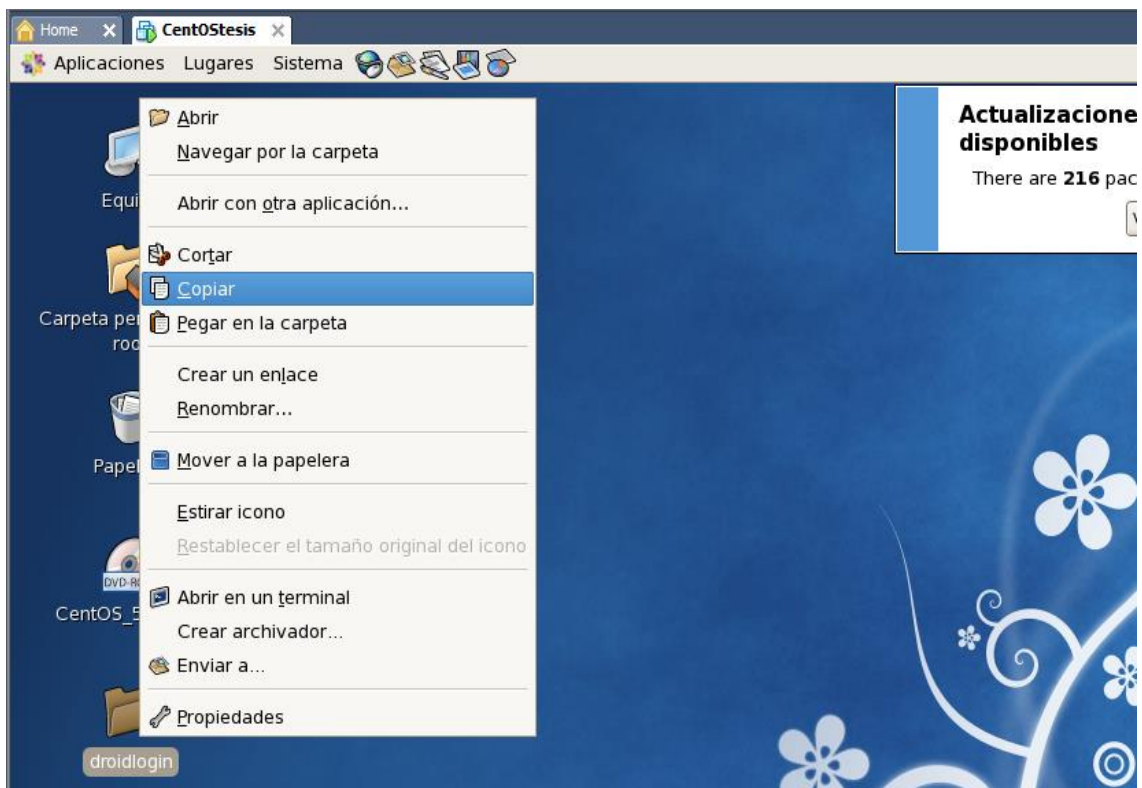 Home
CentOStesis
Aplicaciones Lugares Sistema
Actualizacione
disponibles
There are 216 pac
Abrir
Navegar por la carpeta
Abrir con otra aplicación...
Cortar
Copiar
Pegar en la carpeta
Crear un enlace
Renombrar...
Mover a la papelera
Estirar icono
Restablecer el tamaño original del icono
Abrir en un terminal
Crear archivador...
Enviar a...
Propiedades
Equi
Carpeta per
roo
Papel
DVD-R
CentOS_5
droidlogin